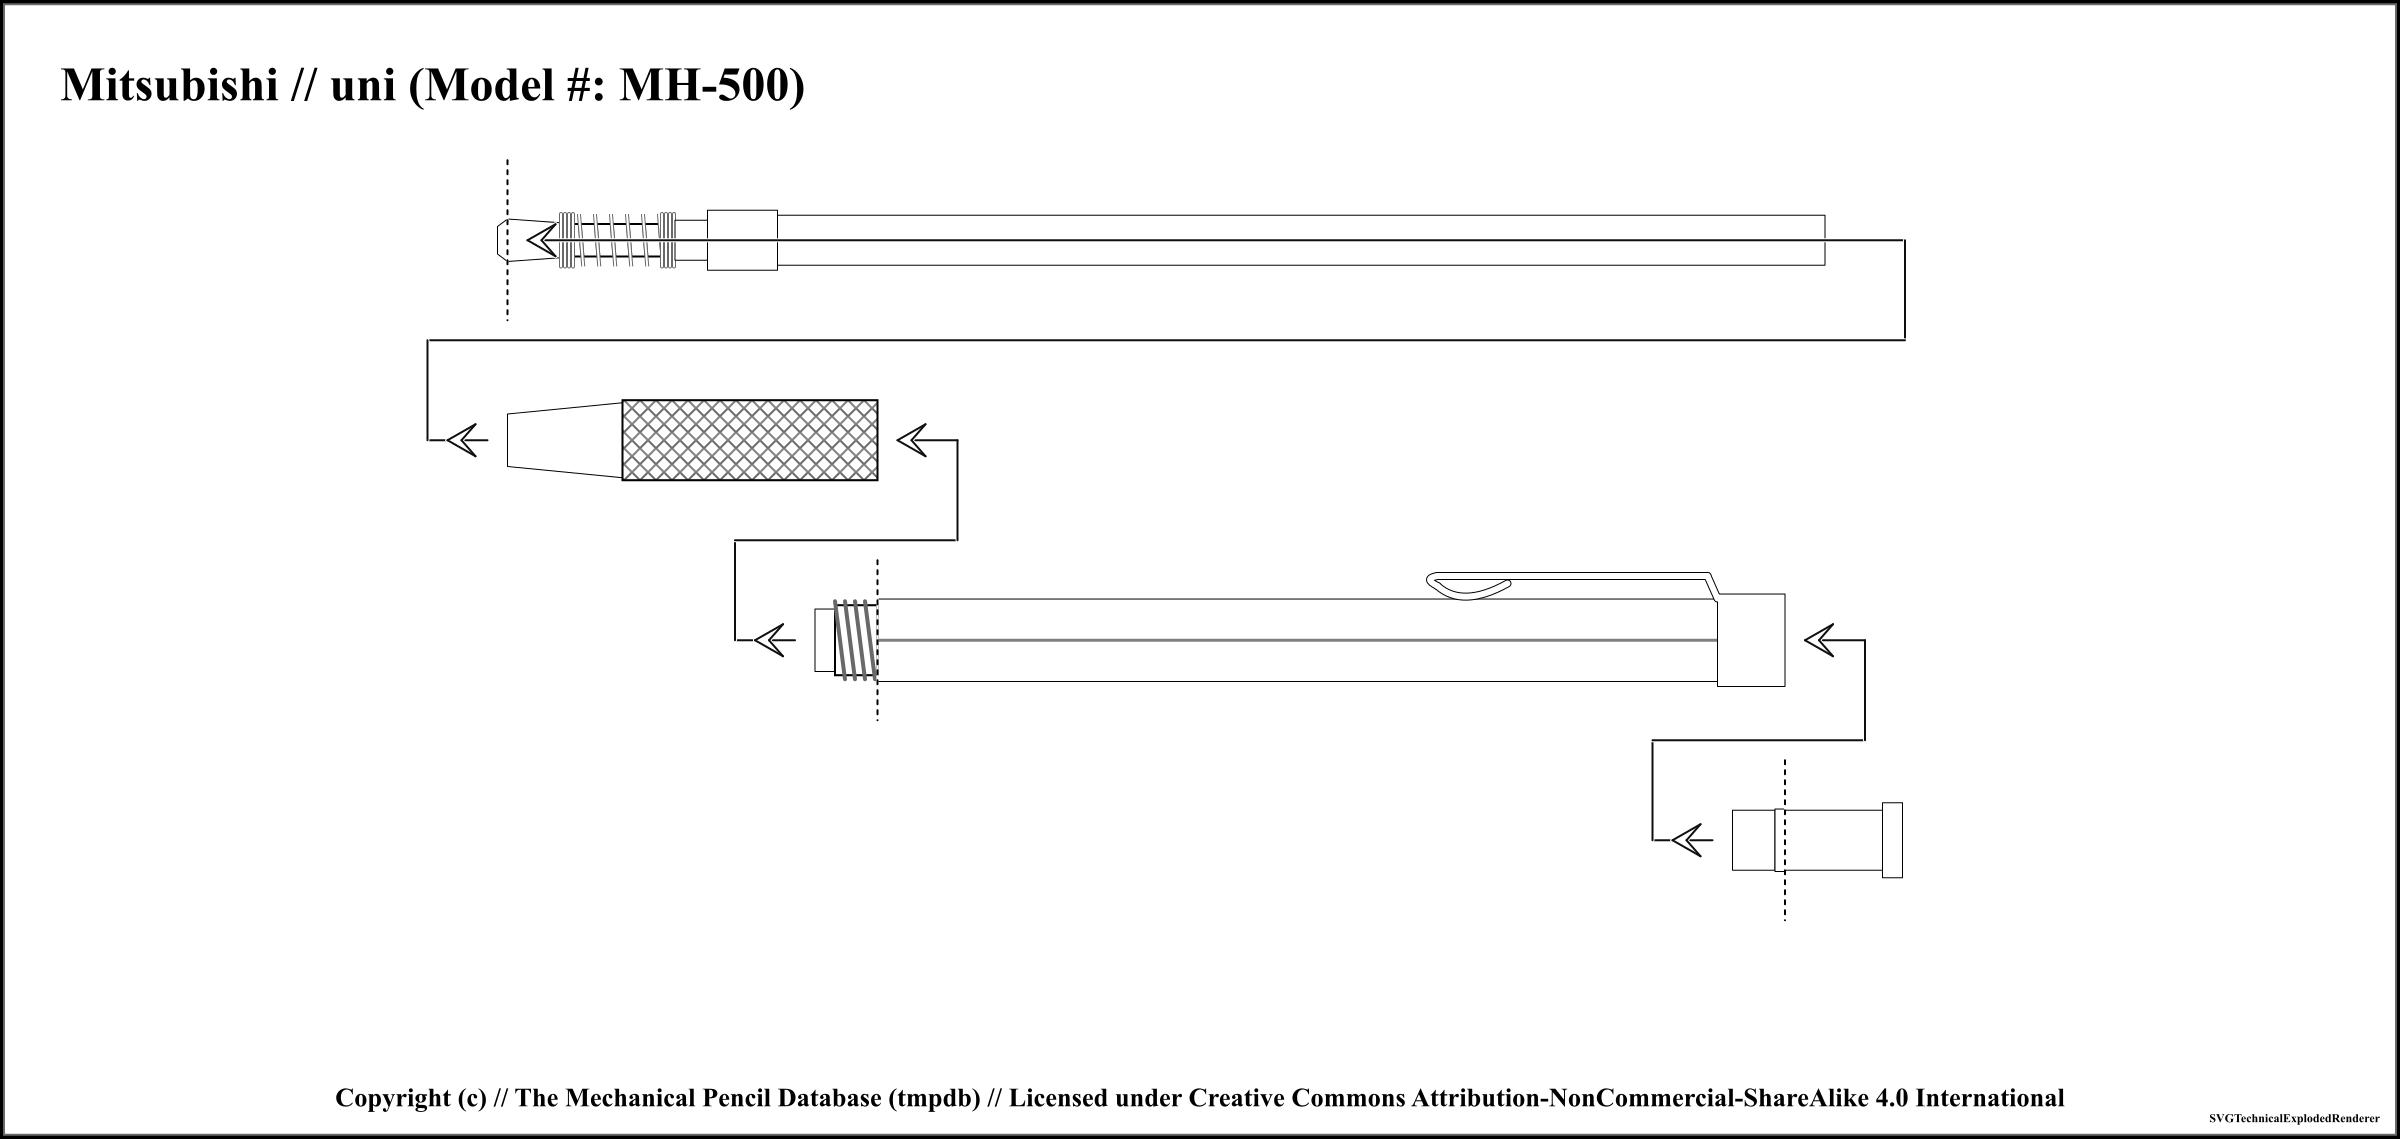 Mitsubishi // uni (Model #: MH-500)
Copyright (c) // The Mechanical Pencil Database (tmpdb) // Licensed under Creative Commons Attribution-NonCommercial-ShareAlike 4.0 International
SVGTechnicalExplodedRenderer